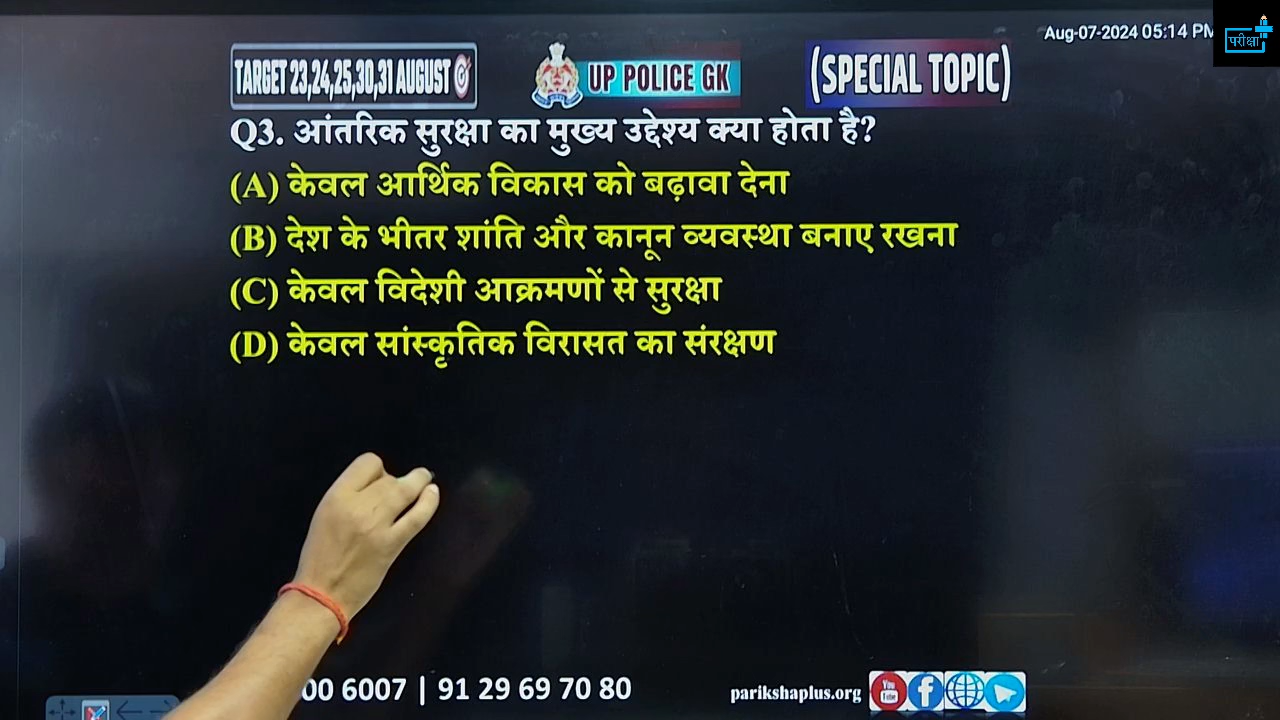 Aug-07-2024 05:14 PM
परीक्षा
TARGET 23,24,25,30,31 AUGUST
UP POLICE GK
(SPECIAL TOPIC)
Q3. आंतरिक सुरक्षा का मुख्य उद्देश्य क्या होता है?
(A) केवल आर्थिक विकास को बढ़ावा देना
(B) देश के भीतर शांति और कानून व्यवस्था बनाए रखना
(C) केवल विदेशी आक्रमणों से सुरक्षा
(D) केवल सांस्कृतिक विरासत का संरक्षण
00 6007 | 91 29 69 70 80
parikshaplus.org
You Tube